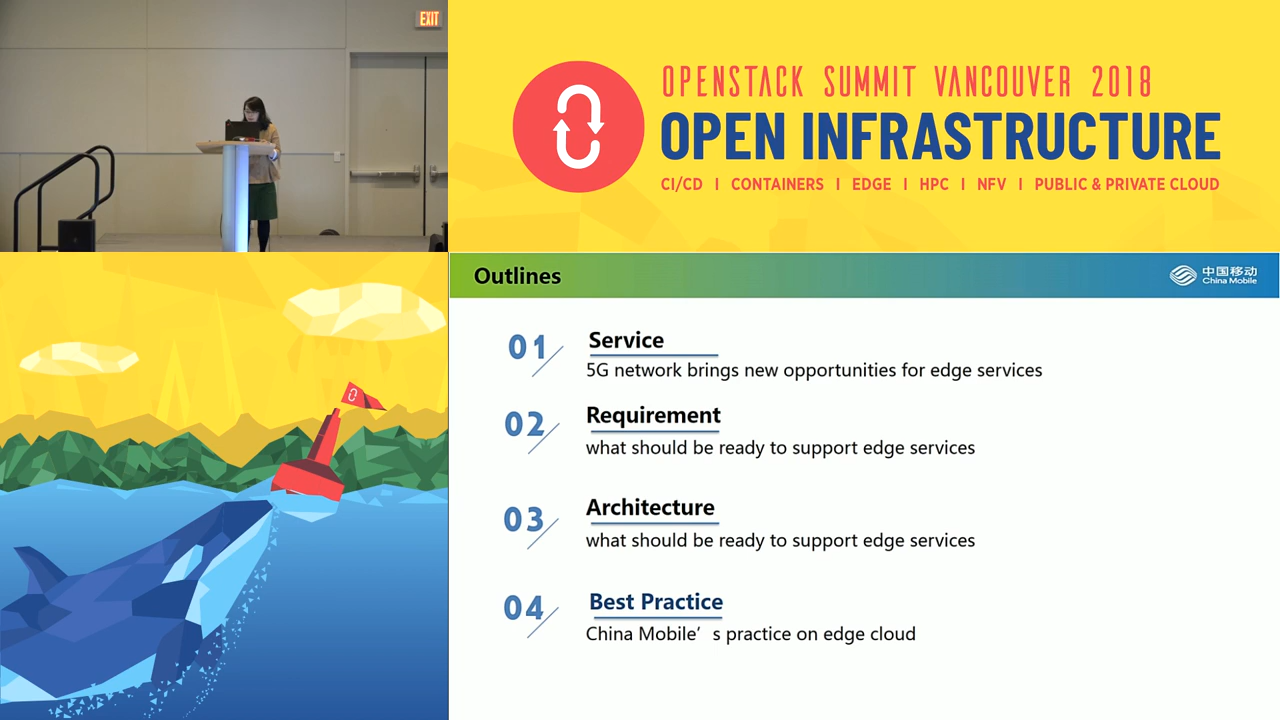 EXIT
OPENSTACK SUMMIT VANCOUVER 2018
OPEN INFRASTRUCTURE
CI/CD | CONTAINERS | EDGE | HPC | NFV | PUBLIC & PRIVATE CLOUD
Outlines
中国移动
China Mobile
01
Service
5G network brings new opportunities for edge services
02
Requirement
what should be ready to support edge services
03
Architecture
what should be ready to support edge services
04
Best Practice
China Mobile’s practice on edge cloud